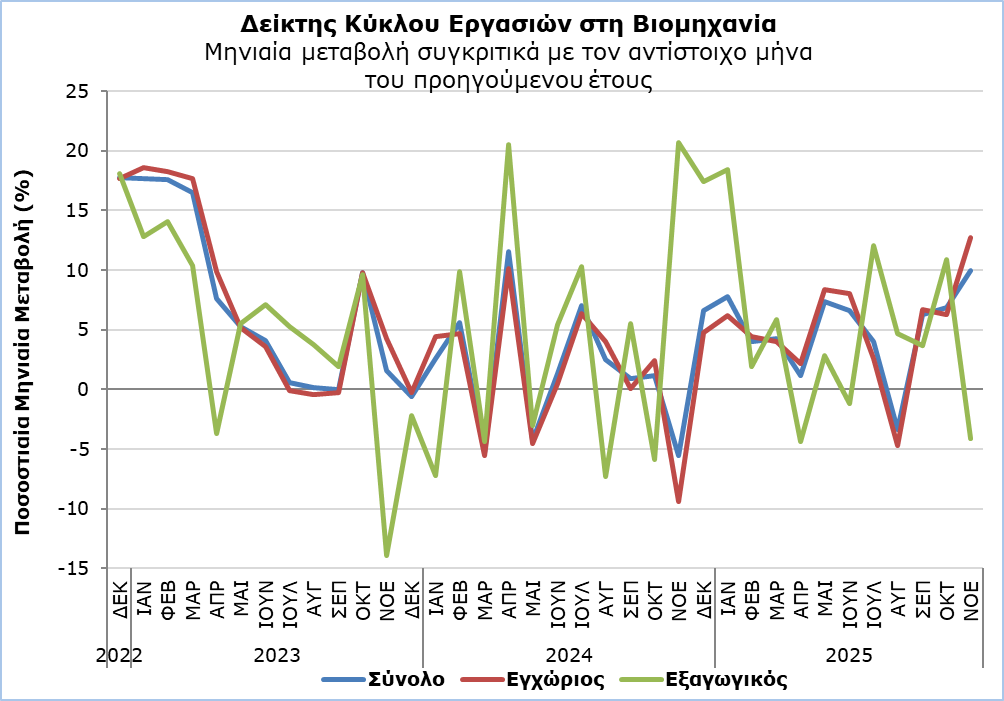 Δείκτης Κύκλου Εργασιών στη Βιομηχανία
Μηνιαία μεταβολή συγκριτικά με τον αντίστοιχο μήνα
του προηγούμενου έτους
Ποσοστιαία Μηνιαία Μεταβολή (%)
25
20
15
10
5
0
-5
-10
-15
ΔΕΚ ΙΑΝ ΦΕΒ ΜΑΡ ΑΠΡ ΜΑΙ ΙΟΥΝ ΙΟΥΛ ΑΥΓ ΣΕΠ ΟΚΤ ΝΟΕ ΔΕΚ ΙΑΝ ΦΕΒ ΜΑΡ ΑΠΡ ΜΑΙ ΙΟΥΝ ΙΟΥΛ ΑΥΓ ΣΕΠ ΟΚΤ ΝΟΕ ΔΕΚ ΙΑΝ ΦΕΒ ΜΑΡ ΑΠΡ ΜΑΙ ΙΟΥΝ ΙΟΥΛ ΑΥΓ ΣΕΠ ΟΚΤ ΝΟΕ
2022 2023 2024 2025
Σύνολο Εγχώριος Εξαγωγικός